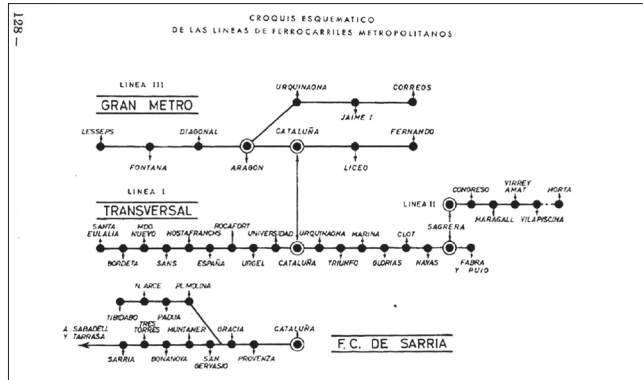 128 —
CROQUIS ESQUEMATICO
DE LAS LINEAS DE FERROCARRILES METROPOLITANOS
LINEA III
GRAN METRO
URQUINAONA
CORREOS
JAIME I
LESSEPS
DIAGONAL
CATALUÑA
FERNANDO
FONTANA
ARAGON
LICEO
LINEA I
TRANSVERSAL
LINEA II
CONGRESO
VIRREY
AMAT
HORTA
MARAGALL
VILAPISCINA
SAGRERA
SANTA
EULALIA
MDO.
NUEVO
HOSTAFRANCHS
ROCAFORT
UNIVERSIDAD
URQUINAONA
MARINA
CLOT
BORDETA
SANS
ESPAÑA
URGEL
CATALUÑA
TRIUNFO
GLORIAS
NAVAS
FABRA
Y PUIG
N. ARCE
PL. MOLINA
TIBIDABO
PADUA
A SABADELL
Y TARRASA
TRES
TORRES
MUNTANER
GRACIA
CATALUÑA
SARRIA
BONANOVA
SAN
GERVASIO
PROVENZA
F.C. DE SARRIA